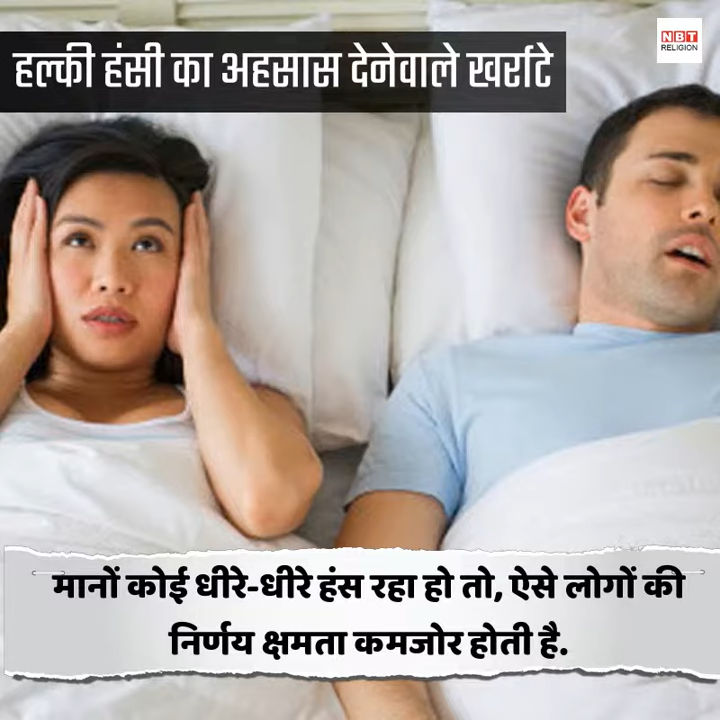 हल्की हंसी का अहसास देनेवाले खर्राटे
NBT
RELIGION
मानों कोई धीरे-धीरे हंस रहा हो तो, ऐसे लोगों की
निर्णय क्षमता कमजोर होती है.